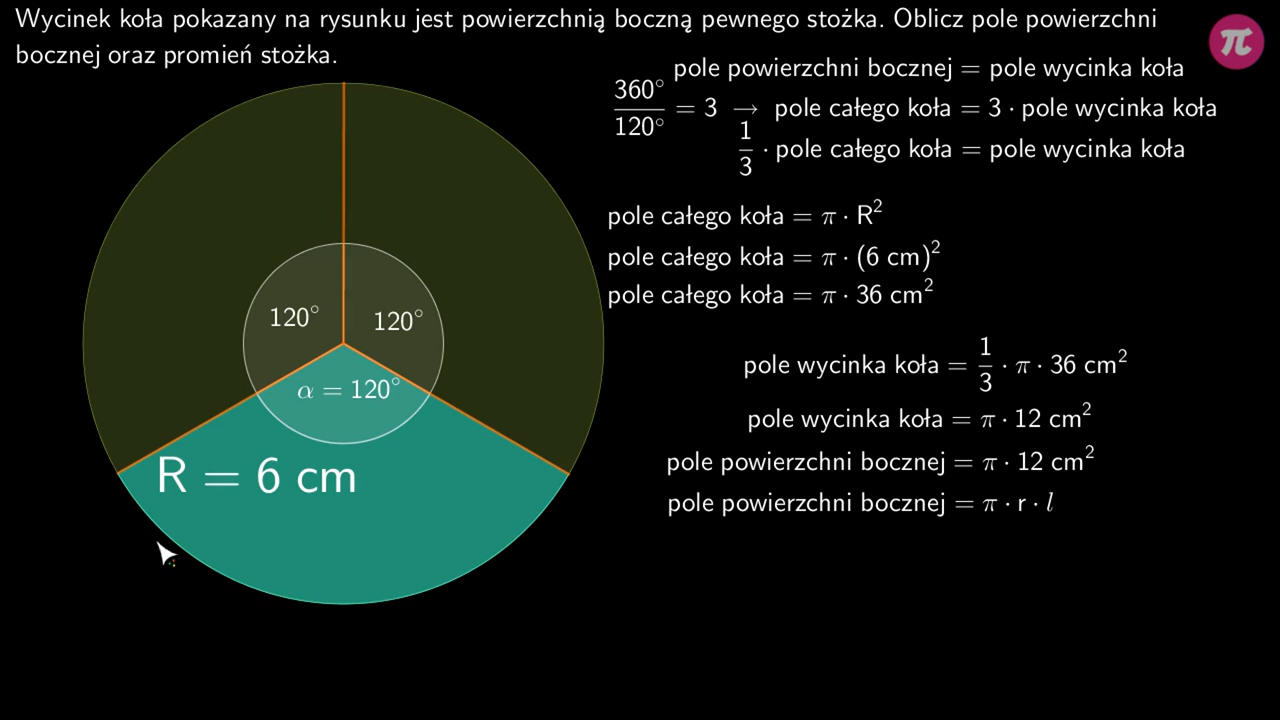 Wycinek koła pokazany na rysunku jest powierzchnią boczną pewnego stożka. Oblicz pole powierzchni
bocznej oraz promień stożka.
π
pole powierzchni bocznej = pole wycinka koła
360°/120° = 3 → pole całego koła = 3 · pole wycinka koła
1/3 · pole całego koła = pole wycinka koła
pole całego koła = π · R²
pole całego koła = π · (6 cm)²
pole całego koła = π · 36 cm²
pole wycinka koła = 1/3 · π · 36 cm²
pole wycinka koła = π · 12 cm²
pole powierzchni bocznej = π · 12 cm²
pole powierzchni bocznej = π · r · l
120°
120°
α = 120°
R = 6 cm